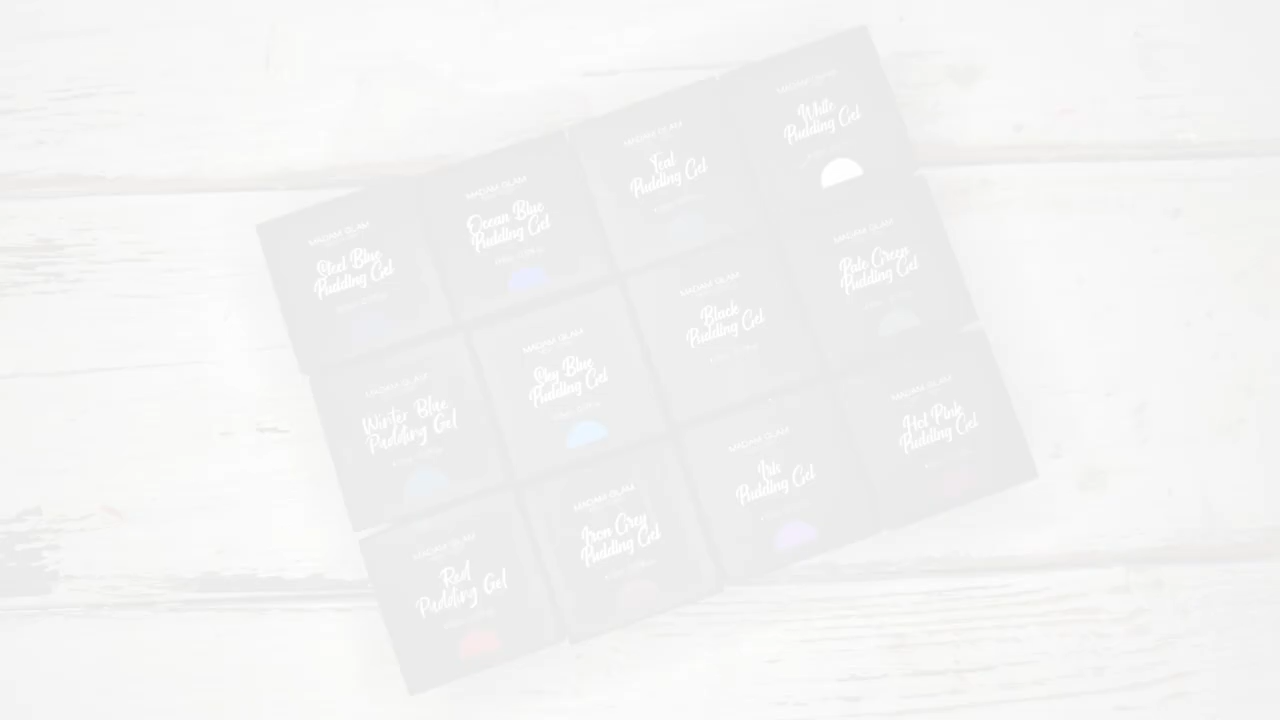 MADAM GLAM
Steel Blue
Pudding Gel
MADAM GLAM
Ocean Blue
Pudding Gel
MADAM GLAM
Teal
Pudding Gel
MADAM GLAM
White
Pudding Gel
MADAM GLAM
Winter Blue
Pudding Gel
MADAM GLAM
Sky Blue
Pudding Gel
MADAM GLAM
Black
Pudding Gel
MADAM GLAM
Pale Green
Pudding Gel
MADAM GLAM
Red
Pudding Gel
MADAM GLAM
Iron Grey
Pudding Gel
MADAM GLAM
Iris
Pudding Gel
MADAM GLAM
Hot Pink
Pudding Gel